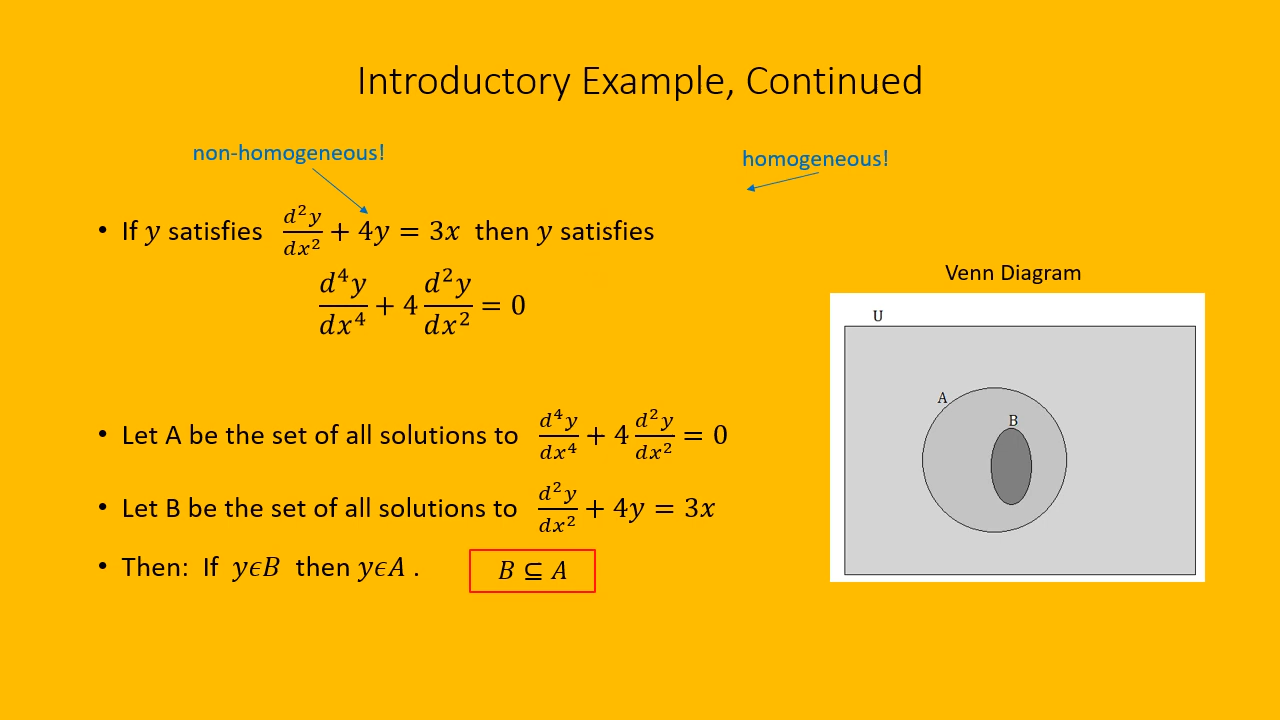 Introductory Example, Continued
non-homogeneous!
homogeneous!
• If 𝑦 satisfies d²y/dx² + 4y = 3x then 𝑦 satisfies
d⁴y/dx⁴ + 4 d²y/dx² = 0
Venn Diagram
U
A
B
• Let A be the set of all solutions to d⁴y/dx⁴ + 4 d²y/dx² = 0
• Let B be the set of all solutions to d²y/dx² + 4y = 3x
• Then: If yϵB then yϵA .
B ⊆ A